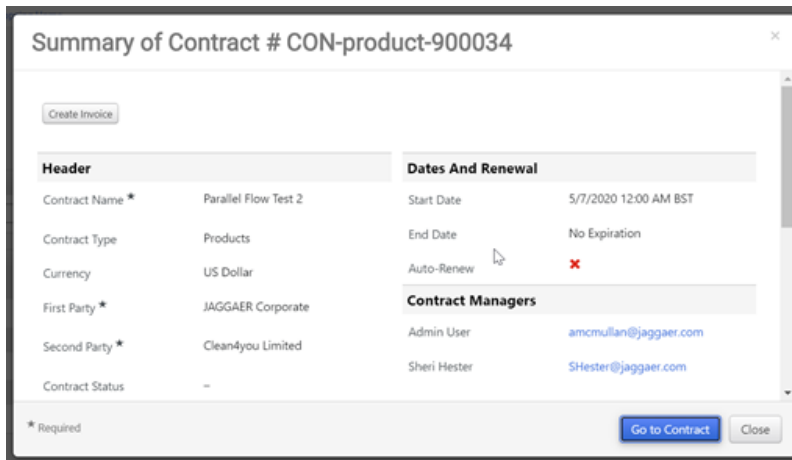 Summary of Contract # CON-product-900034
×
Create Invoice
Header
Contract Name ★ Parallel Flow Test 2
Contract Type Products
Currency US Dollar
First Party ★ JAGGAER Corporate
Second Party ★ Clean4you Limited
Contract Status –
Dates And Renewal
Start Date 5/7/2020 12:00 AM BST
End Date No Expiration
Auto-Renew ✖
Contract Managers
Admin User amcmullan@jaggaer.com
Sheri Hester SHester@jaggaer.com
★ Required
Go to Contract
Close